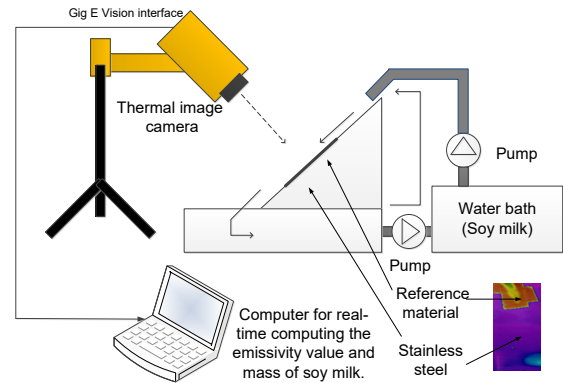 Gig E Vision interface
Thermal image
camera
Pump
Water bath
(Soy milk)
Pump
Reference
material
Computer for real-
time computing the
emissivity value and
mass of soy milk.
Stainless
steel